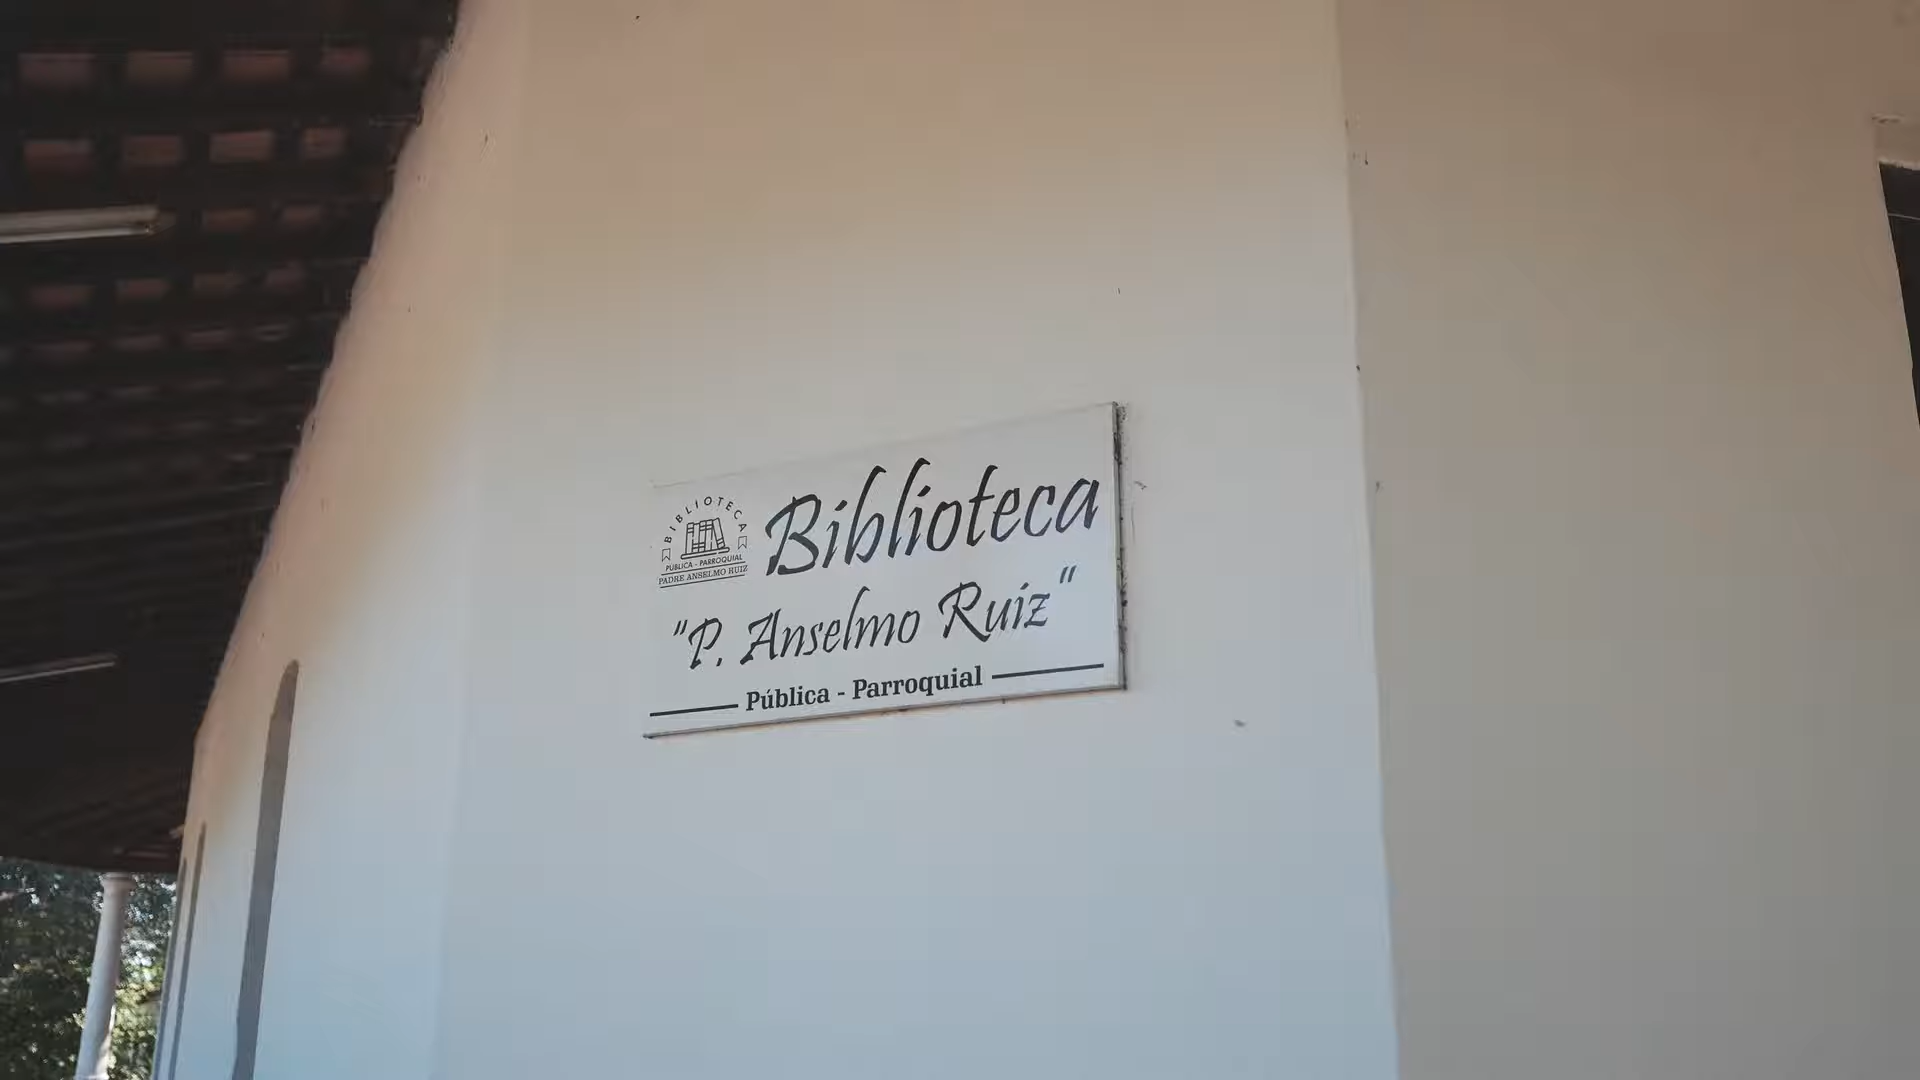 BIBLIOTECA
PÚBLICA - PARROQUIAL
PADRE ANSELMO RUIZ
Biblioteca
"P. Anselmo Ruiz"
Pública - Parroquial